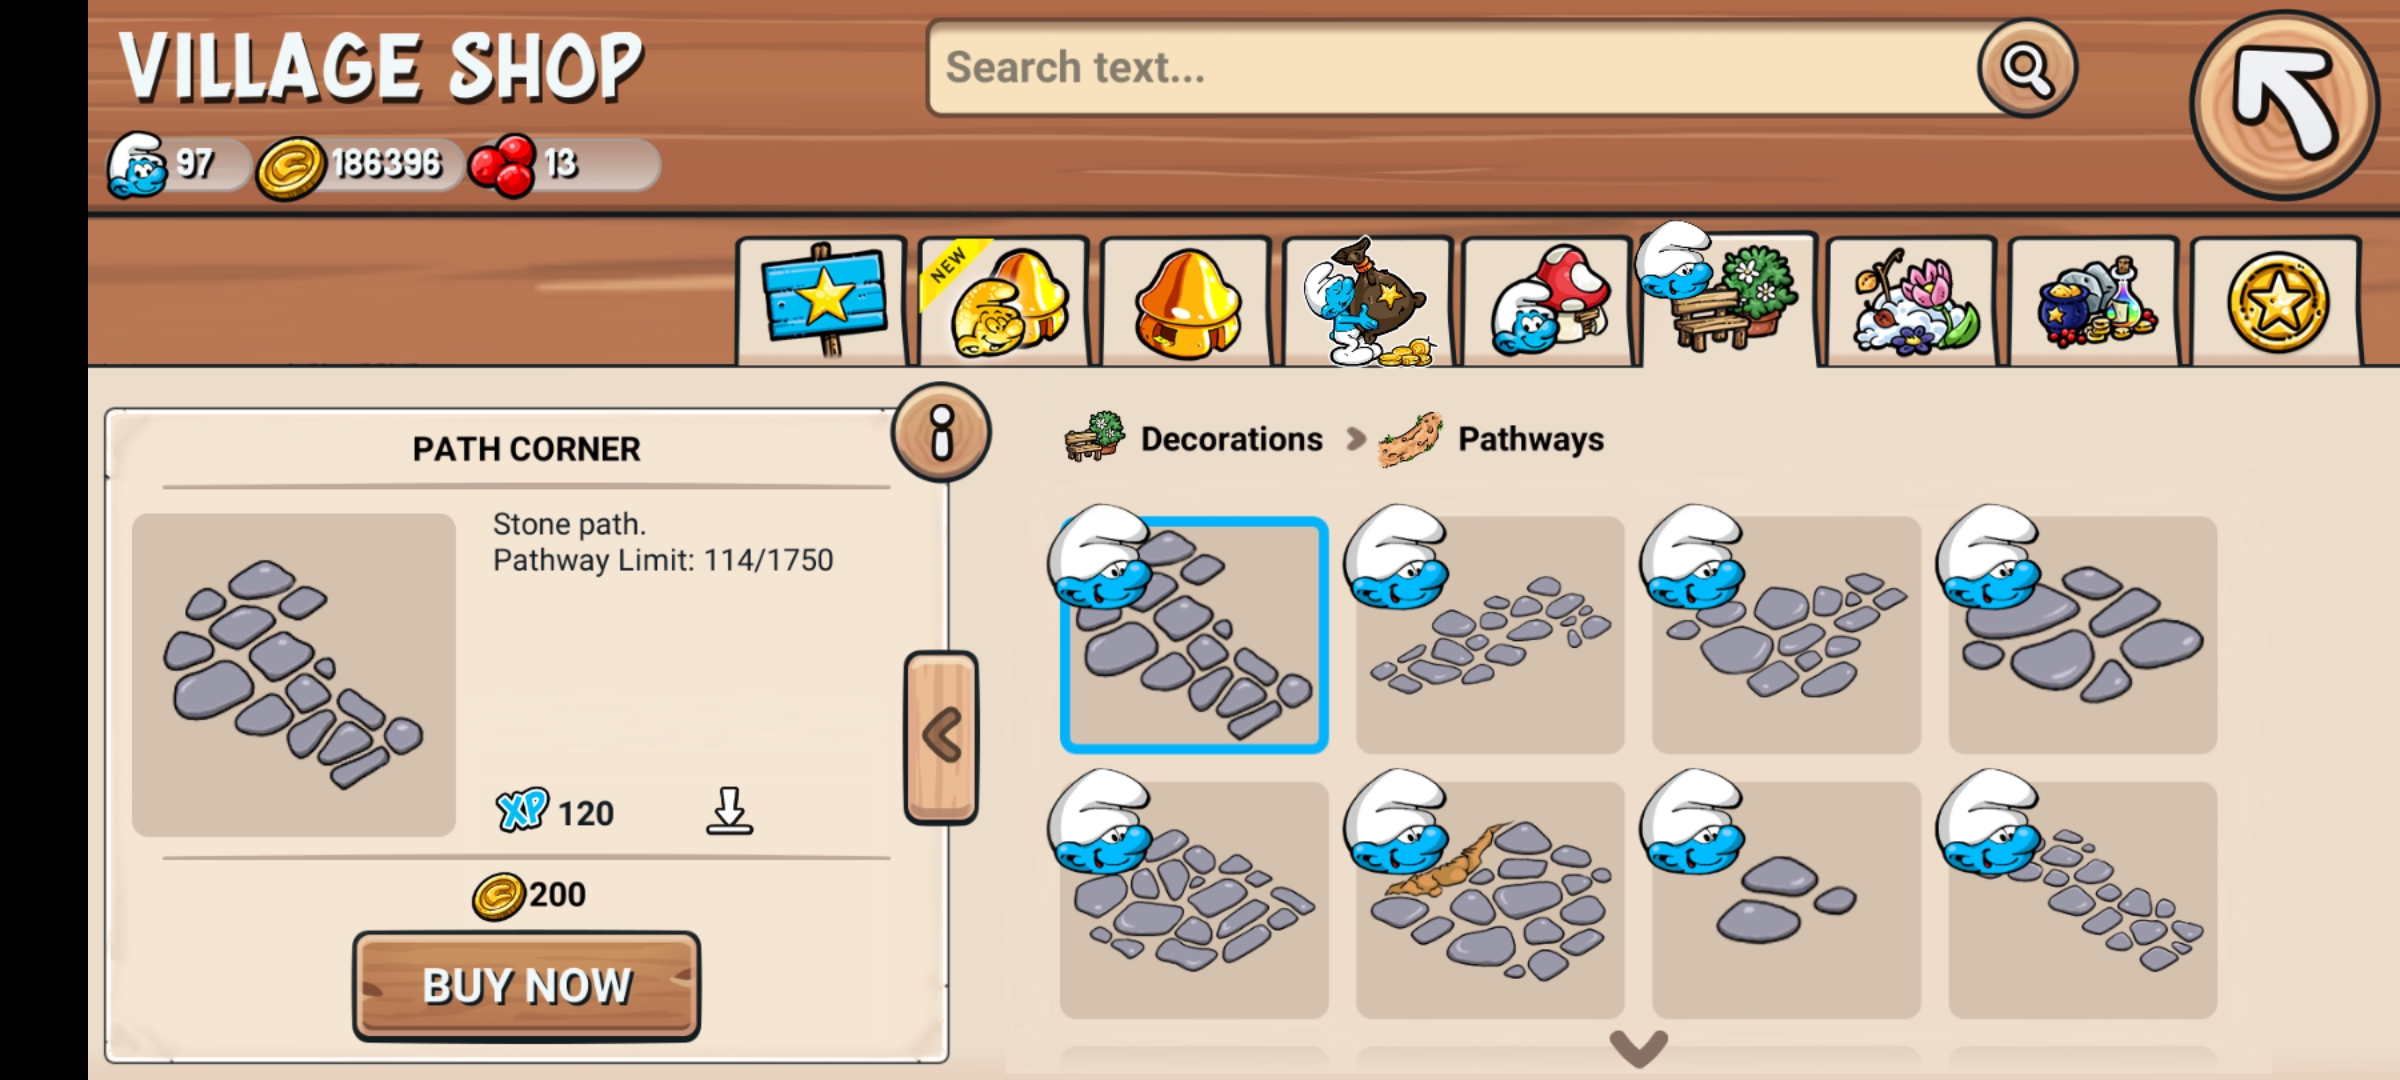 VILLAGE SHOP
Search text...
97
186396
13
NEW
PATH CORNER
Stone path.
Pathway Limit: 114/1750
XP 120
200
BUY NOW
Decorations > Pathways